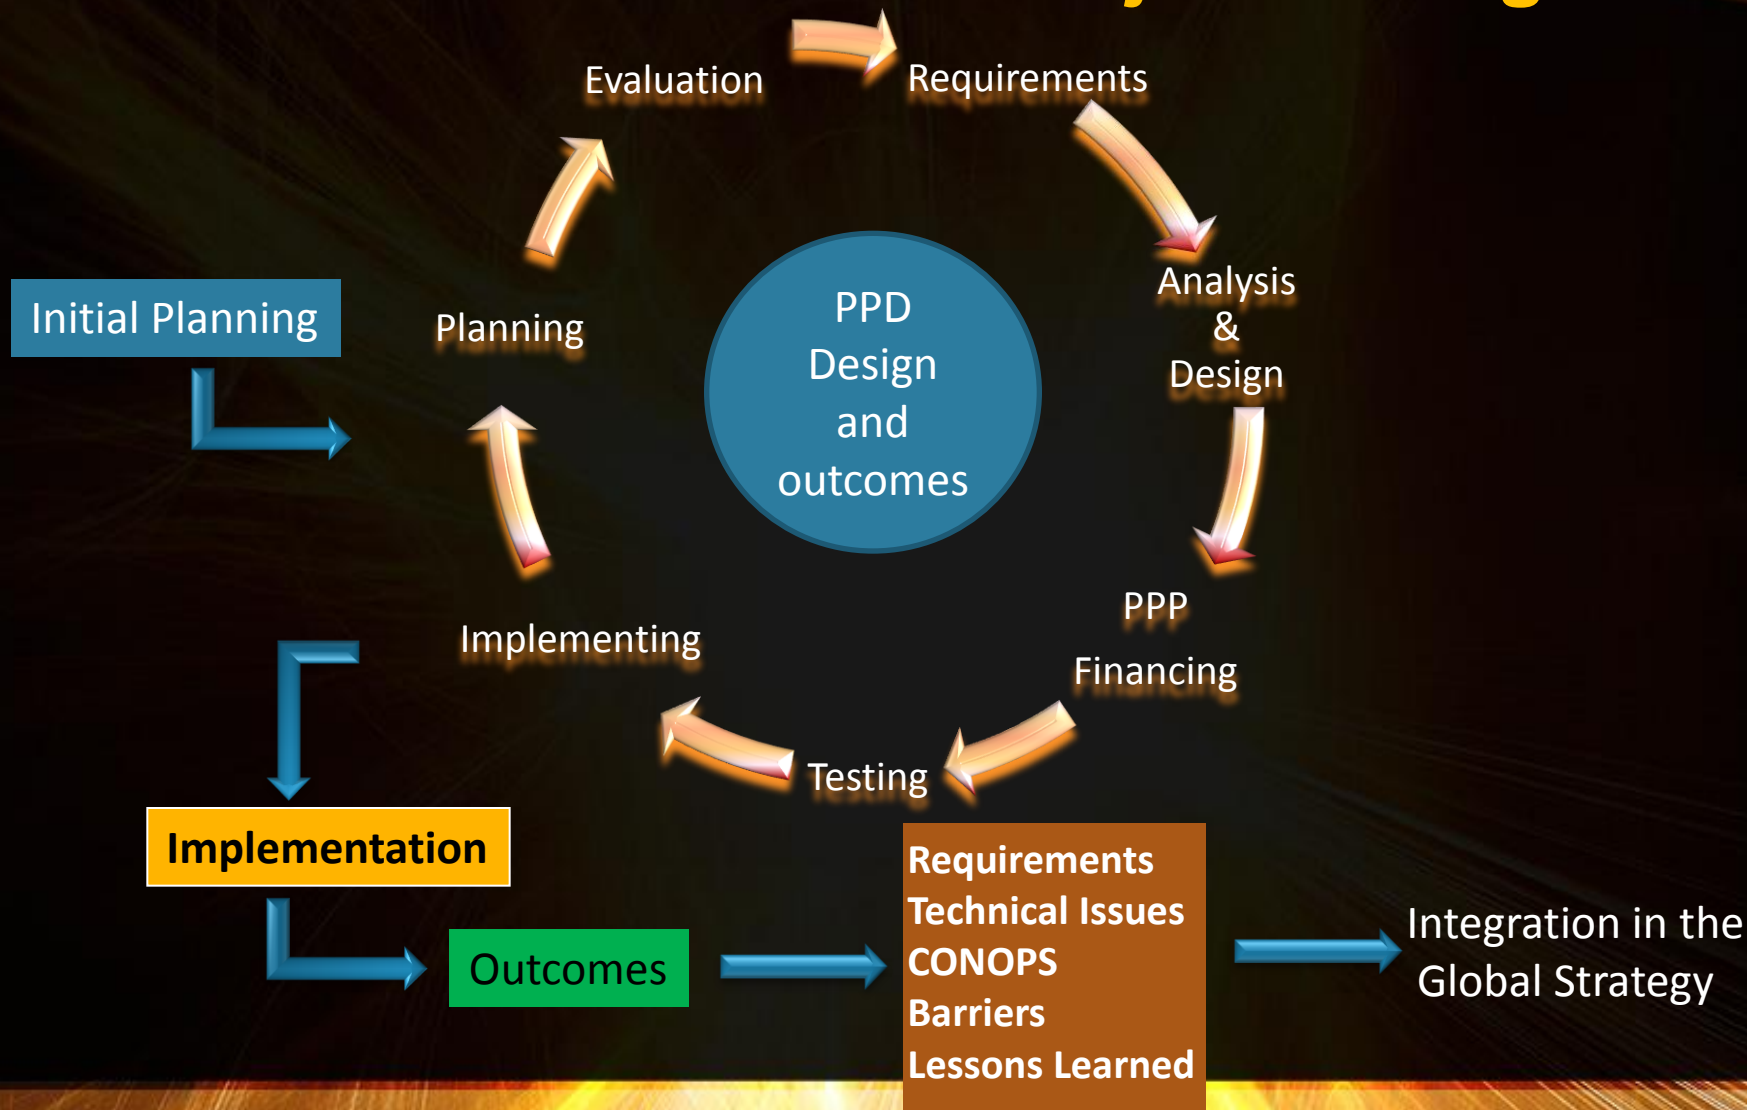 Evaluation
Requirements
Analysis
&
Design
PPP
Financing
Testing
Implementing
Planning
Initial Planning
PPD
Design
and
outcomes
Implementation
Outcomes
Requirements
Technical Issues
CONOPS
Barriers
Lessons Learned
Integration in the
Global Strategy